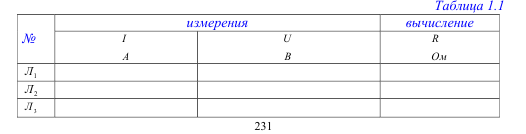 Таблица 1.1
№ измерения вычисление
I U R
А В Ом
Л₁
Л₂
Л₃
231